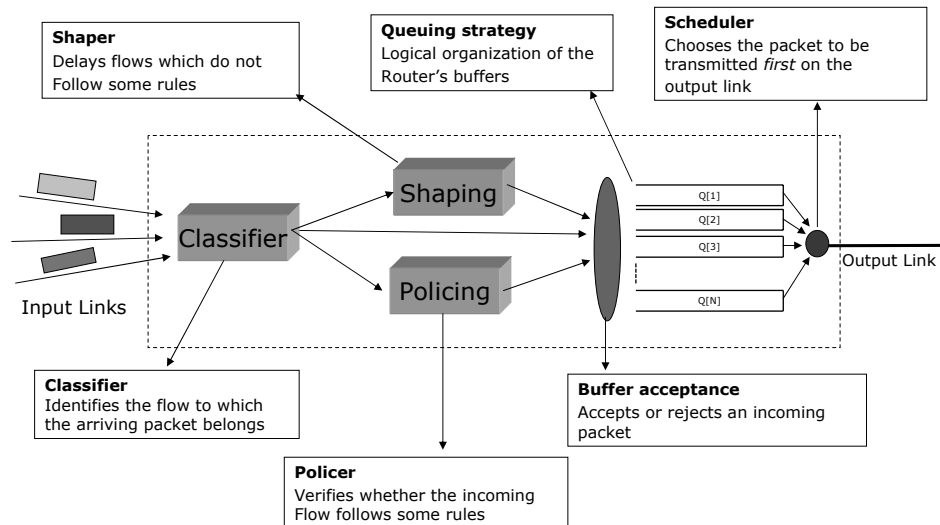 Shaper
Delays flows which do not
Follow some rules
Queuing strategy
Logical organization of the
Router's buffers
Scheduler
Chooses the packet to be
transmitted first on the
output link
Shaping
Classifier
Policing
Q[1]
Q[2]
Q[3]
Q[N]
Output Link
Input Links
Classifier
Identifies the flow to which
the arriving packet belongs
Buffer acceptance
Accepts or rejects an incoming
packet
Policer
Verifies whether the incoming
Flow follows some rules